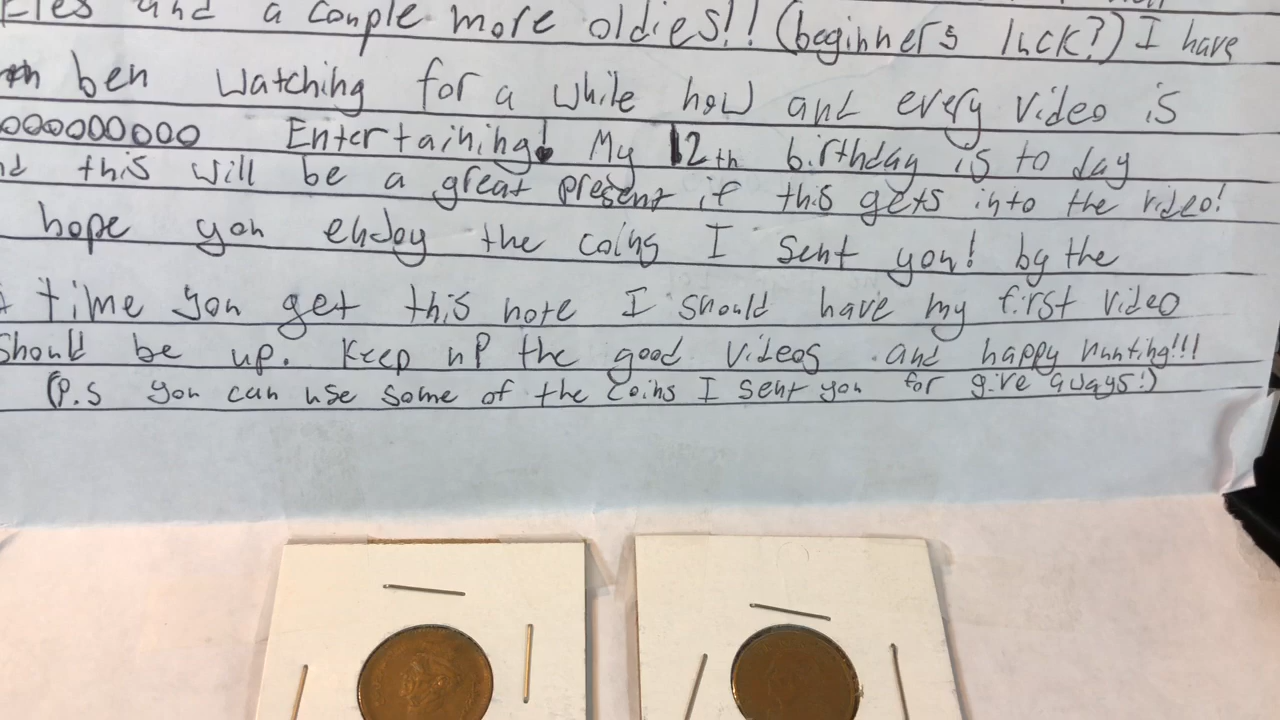 and a couple more oldies!! (beginners luck?) I have
ben watching for a while now and every video is
ooooooooo Entertaining! My 12th birthday is to day
this will be a great present if this gets into the video!
hope you enjoy the coins I sent you! by the
time you get this note I should have my first video
should be up. Keep up the good videos and happy hunting!!!
(P.S you can use some of the coins I sent you for give aways!)